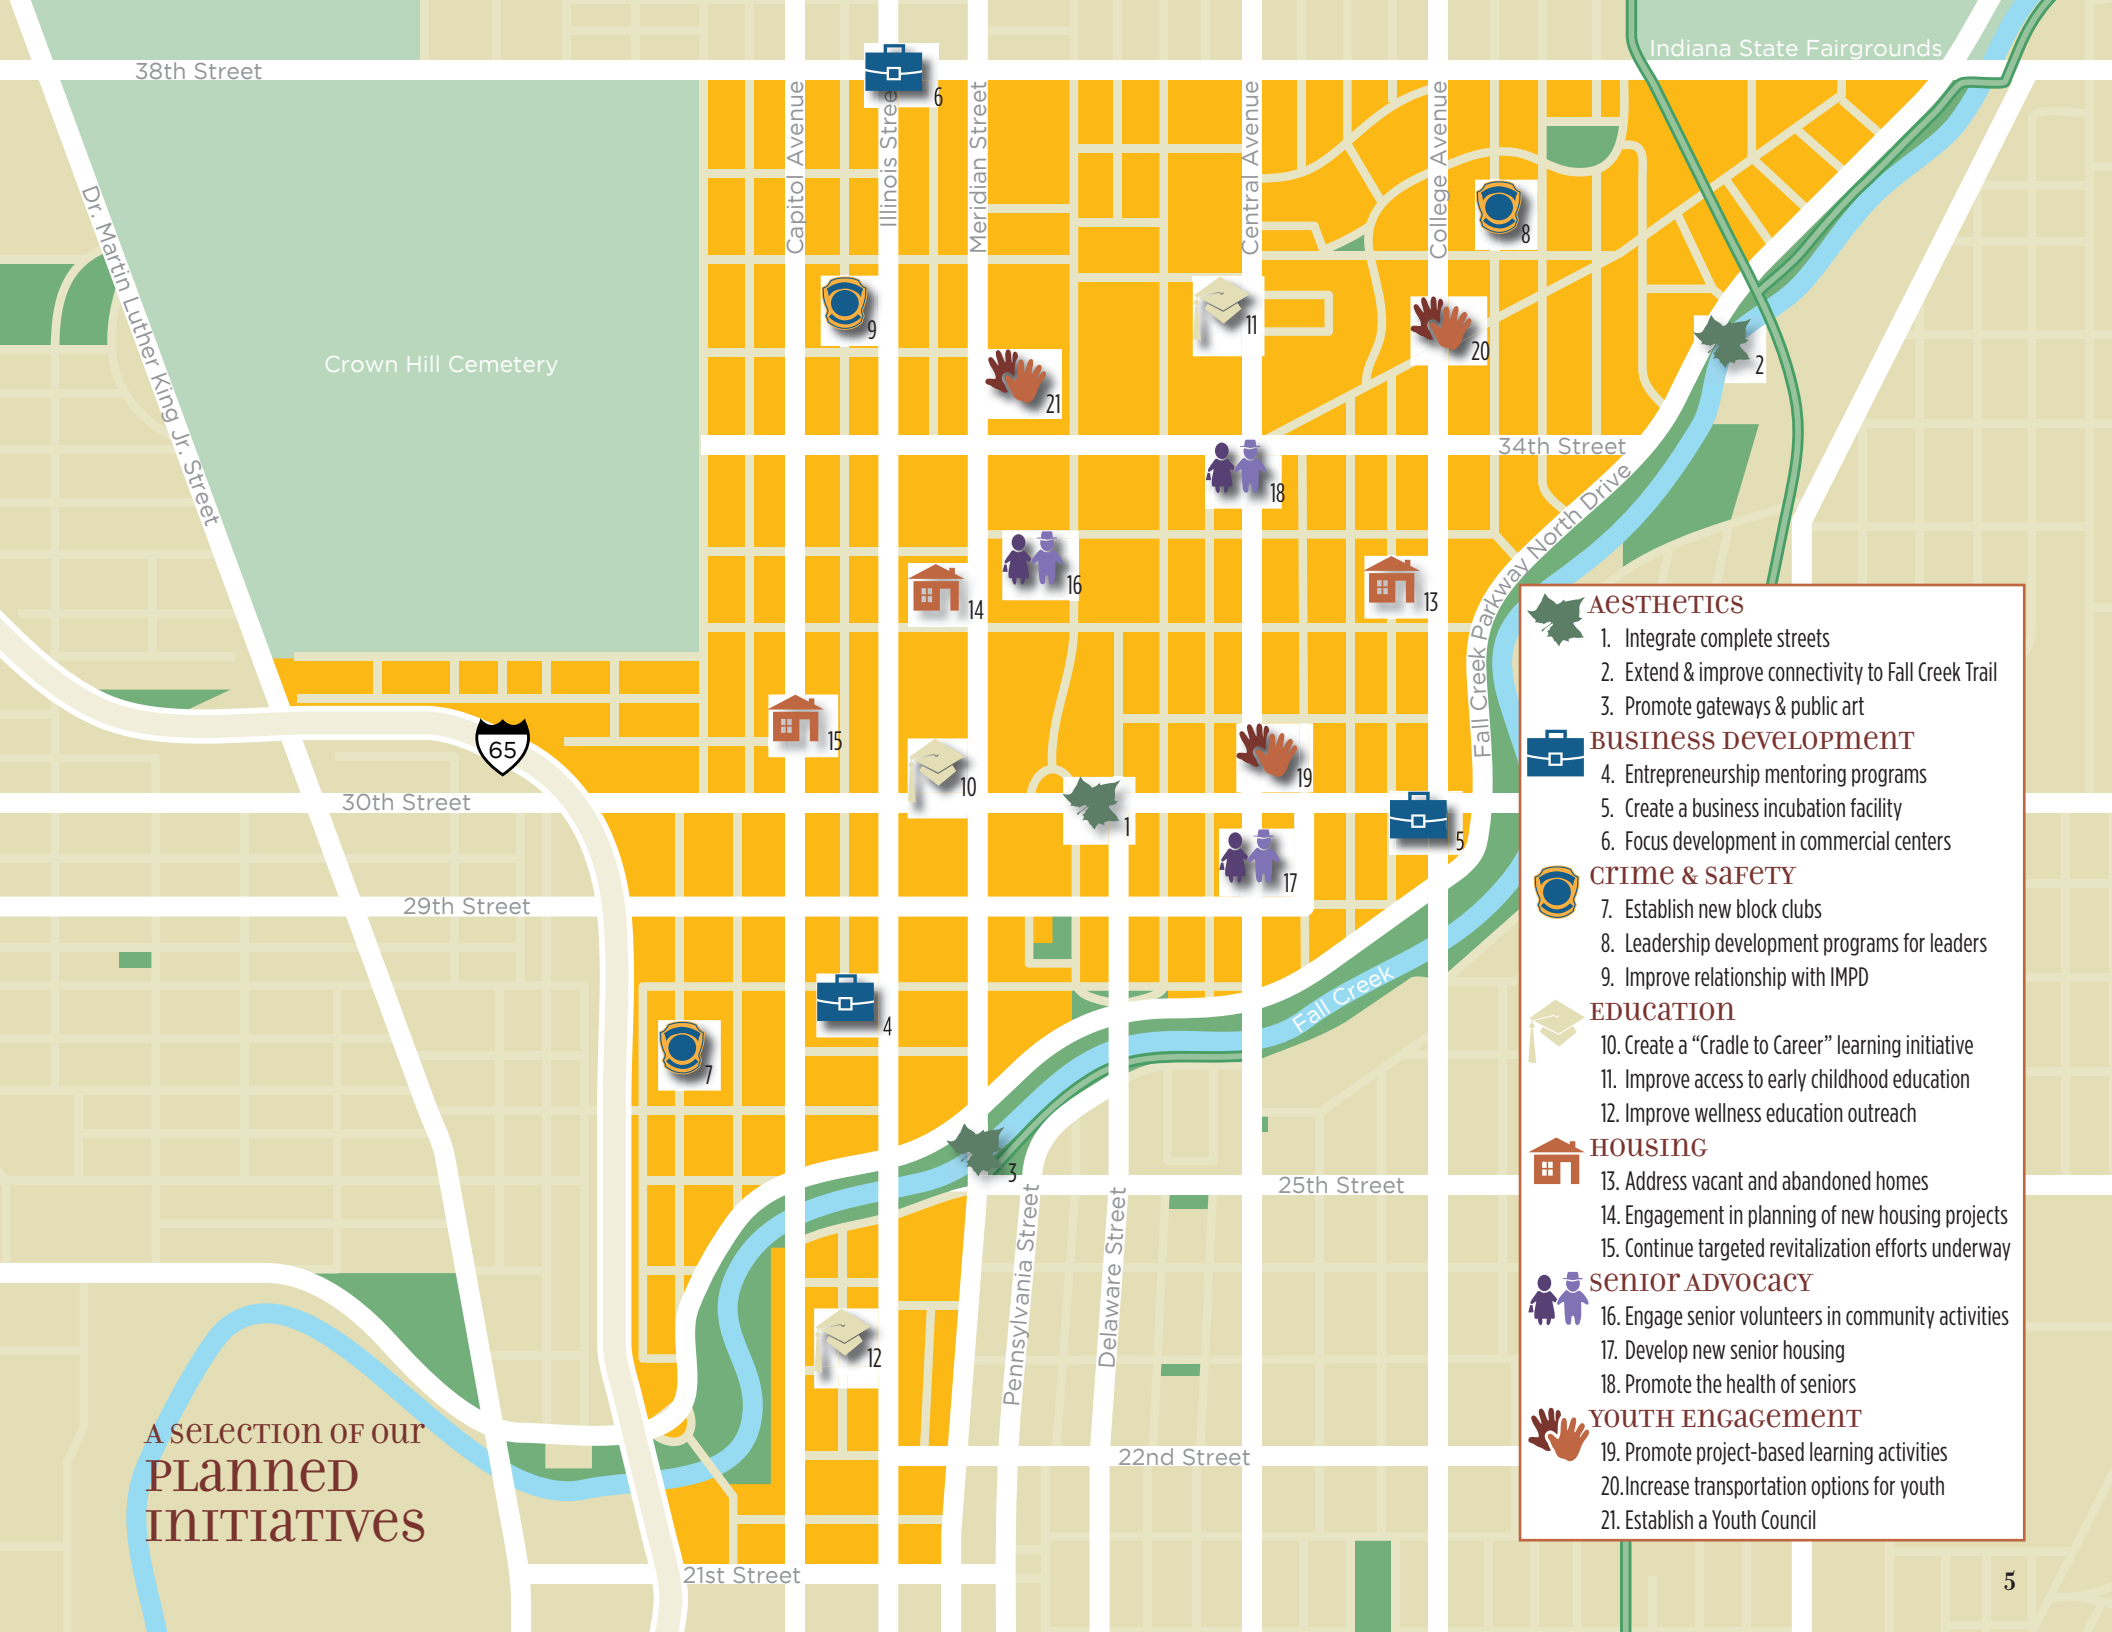 Indiana State Fairgrounds
38th Street
6
Capitol Avenue
Illinois Stree
Meridian Street
Central Avenue
College Avenue
Dr. Martin Luther King Jr. Street
8
9
11
20
2
Crown Hill Cemetery
21
34th Street
18
Fall Creek Parkway North Drive
16
14
13
15
65
10
19
30th Street
1
5
17
29th Street
Fall Creek
4
7
3
25th Street
Pennsylvania Street
Delaware Street
12
22nd Street
21st Street
A SELECTION OF OUR
PLANNED
INITIATIVES
AESTHETICS
1. Integrate complete streets
2. Extend & improve connectivity to Fall Creek Trail
3. Promote gateways & public art
BUSINESS DEVELOPMENT
4. Entrepreneurship mentoring programs
5. Create a business incubation facility
6. Focus development in commercial centers
CRIME & SAFETY
7. Establish new block clubs
8. Leadership development programs for leaders
9. Improve relationship with IMPD
EDUCATION
10. Create a “Cradle to Career” learning initiative
11. Improve access to early childhood education
12. Improve wellness education outreach
HOUSING
13. Address vacant and abandoned homes
14. Engagement in planning of new housing projects
15. Continue targeted revitalization efforts underway
SENIOR ADVOCACY
16. Engage senior volunteers in community activities
17. Develop new senior housing
18. Promote the health of seniors
YOUTH ENGAGEMENT
19. Promote project-based learning activities
20. Increase transportation options for youth
21. Establish a Youth Council
5